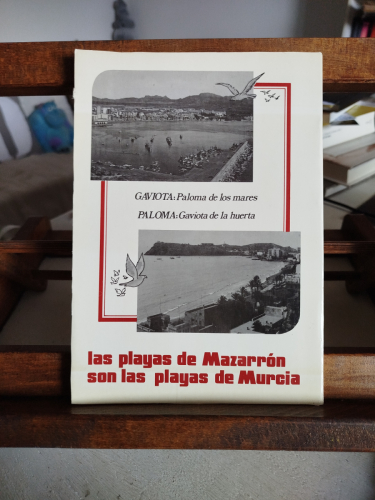 GAVIOTA: Paloma de los mares
PALOMA: Gaviota de la huerta
las playas de Mazarrón
son las playas de Murcia